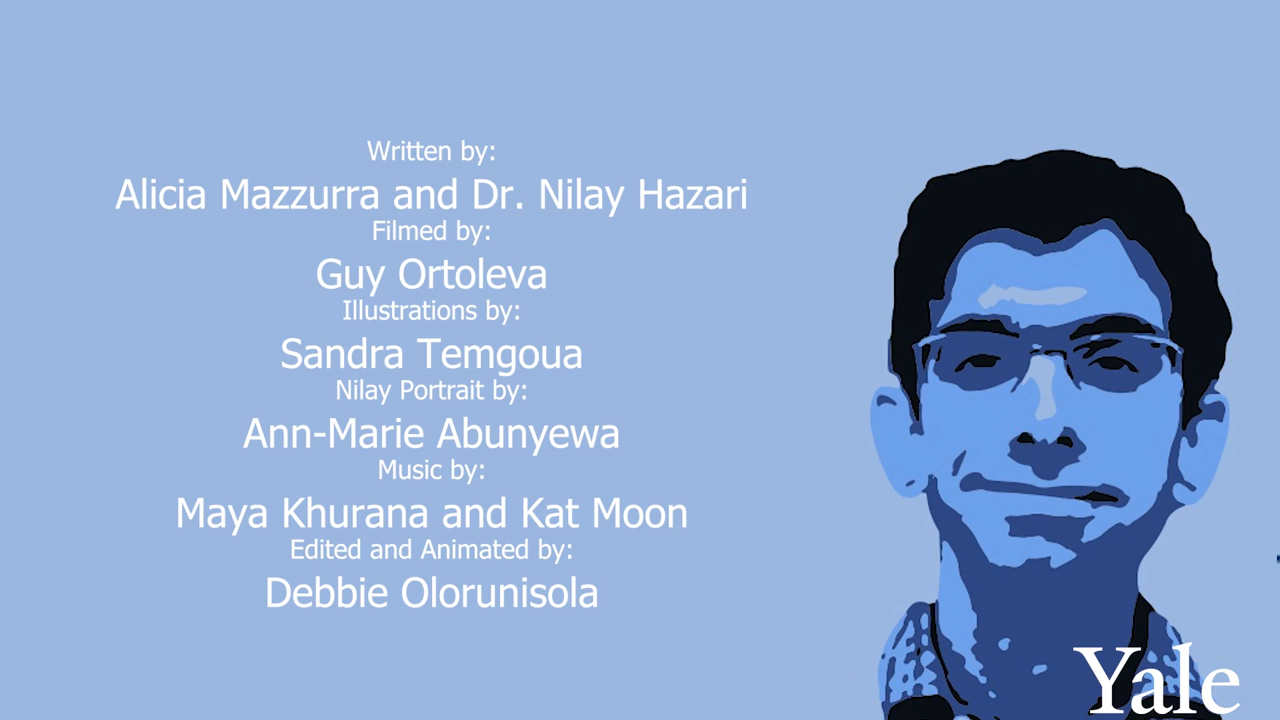 Written by:
Alicia Mazzurra and Dr. Nilay Hazari
Filmed by:
Guy Ortoleva
Illustrations by:
Sandra Temgoua
Nilay Portrait by:
Ann-Marie Abunyewa
Music by:
Maya Khurana and Kat Moon
Edited and Animated by:
Debbie Olorunisola
Yale